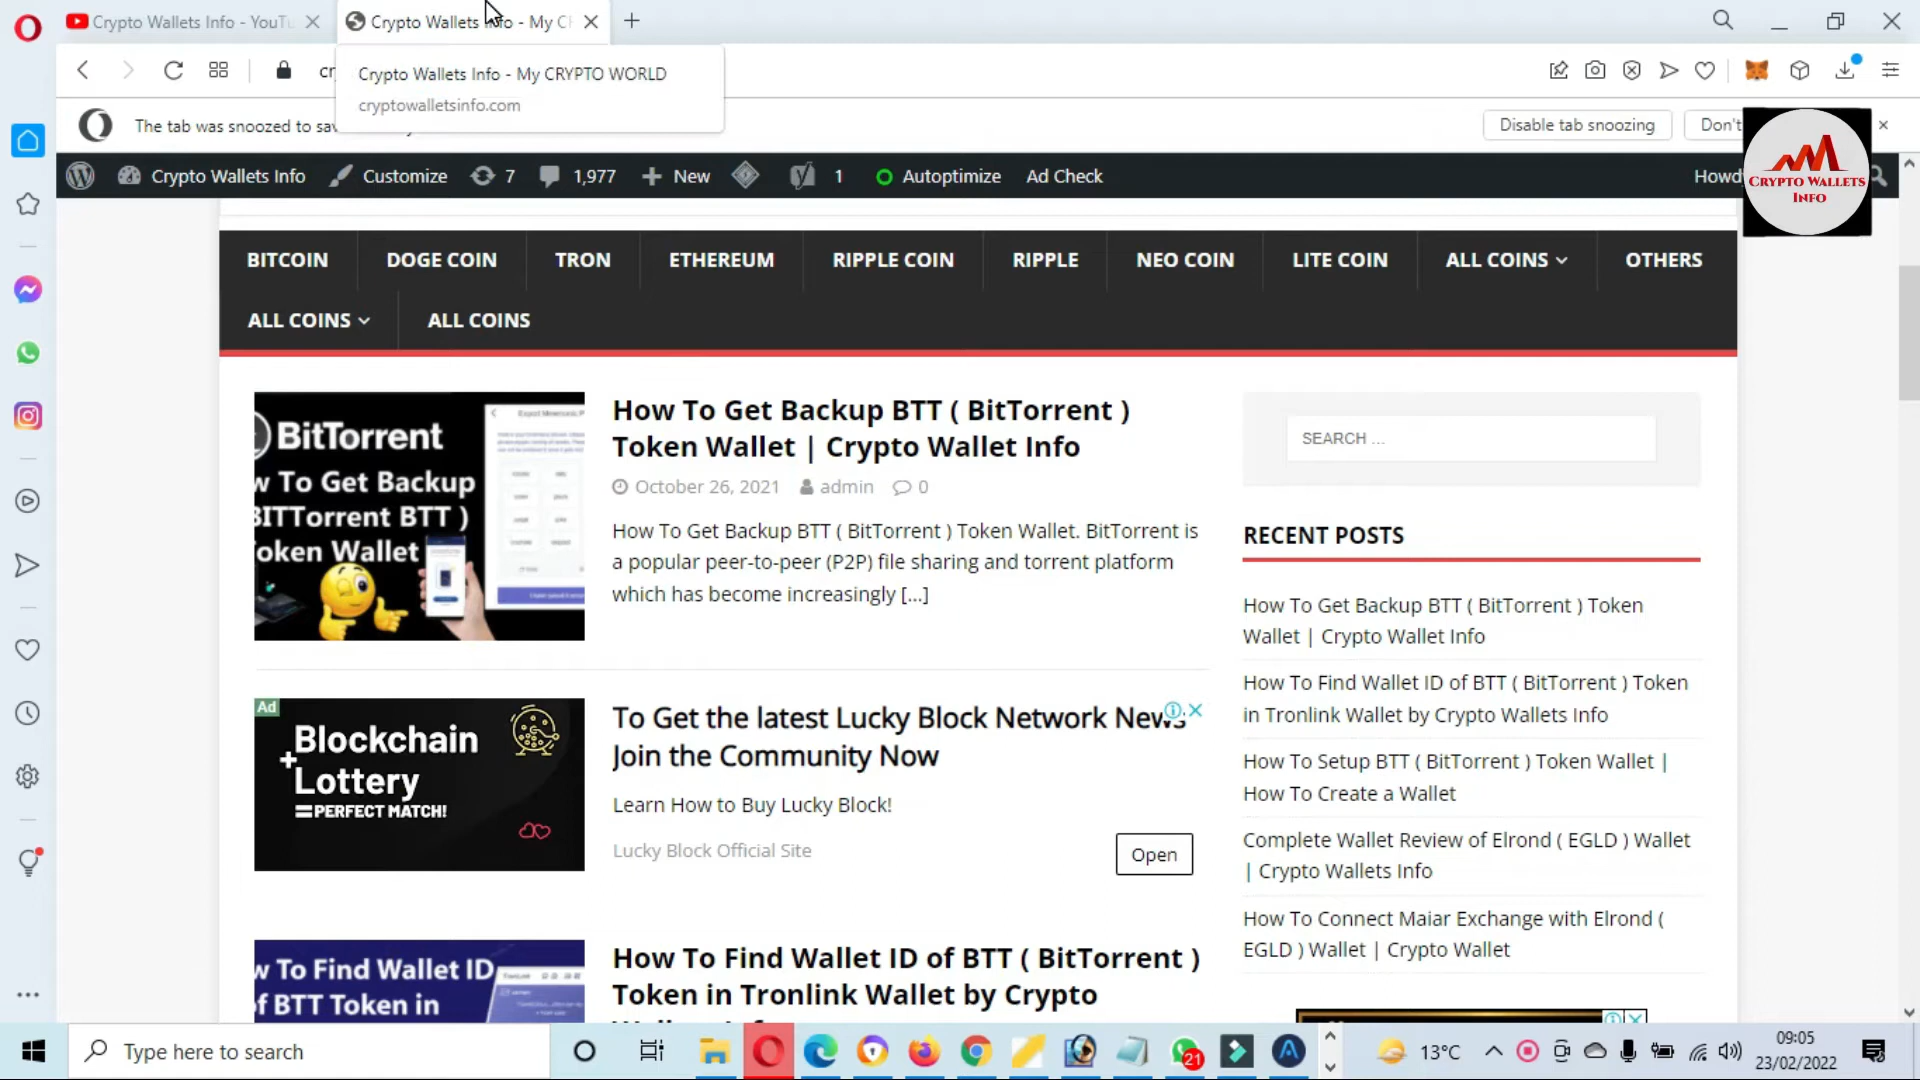 Crypto Wallets Info - YouTu
Crypto Wallets Info - My C
Crypto Wallets Info - My CRYPTO WORLD
cryptowalletsinfo.com
The tab was snoozed to
Disable tab snoozing
Don't
Crypto Wallets Info
Customize
7
1,977
New
1
Autoptimize
Ad Check
Howd
CRYPTO WALLETS
INFO
BITCOIN
DOGE COIN
TRON
ETHEREUM
RIPPLE COIN
RIPPLE
NEO COIN
LITE COIN
ALL COINS
OTHERS
ALL COINS
ALL COINS
BitTorrent
w To Get Backup
BITTorrent BTT )
oken Wallet
How To Get Backup BTT ( BitTorrent )
Token Wallet | Crypto Wallet Info
October 26, 2021 admin 0
How To Get Backup BTT ( BitTorrent ) Token Wallet. BitTorrent is
a popular peer-to-peer (P2P) file sharing and torrent platform
which has become increasingly [...]
Ad
Blockchain
+
Lottery
=PERFECT MATCH!
To Get the latest Lucky Block Network News-
Join the Community Now
Learn How to Buy Lucky Block!
Lucky Block Official Site
Open
w To Find Wallet ID
of BTT Token in
How To Find Wallet ID of BTT ( BitTorrent )
Token in Tronlink Wallet by Crypto
SEARCH ...
RECENT POSTS
How To Get Backup BTT ( BitTorrent ) Token
Wallet | Crypto Wallet Info
How To Find Wallet ID of BTT ( BitTorrent ) Token
in Tronlink Wallet by Crypto Wallets Info
How To Setup BTT ( BitTorrent ) Token Wallet |
How To Create a Wallet
Complete Wallet Review of Elrond ( EGLD ) Wallet
| Crypto Wallets Info
How To Connect Maiar Exchange with Elrond (
EGLD ) Wallet | Crypto Wallet
Type here to search
21
13°C
09:05
23/02/2022